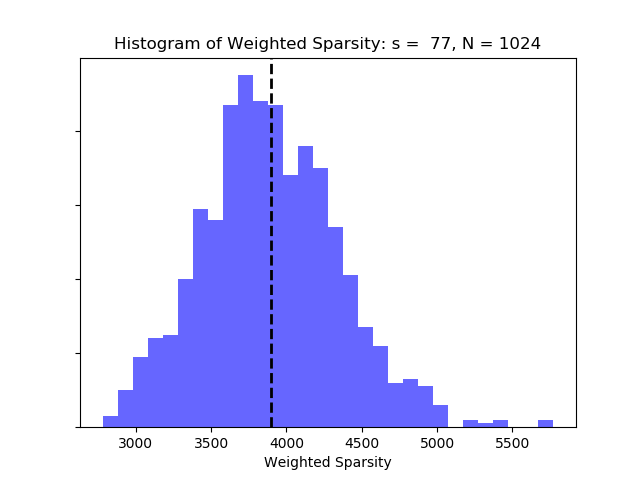 Histogram of Weighted Sparsity: s =  77, N = 1024
3000 3500 4000 4500 5000 5500
Weighted Sparsity